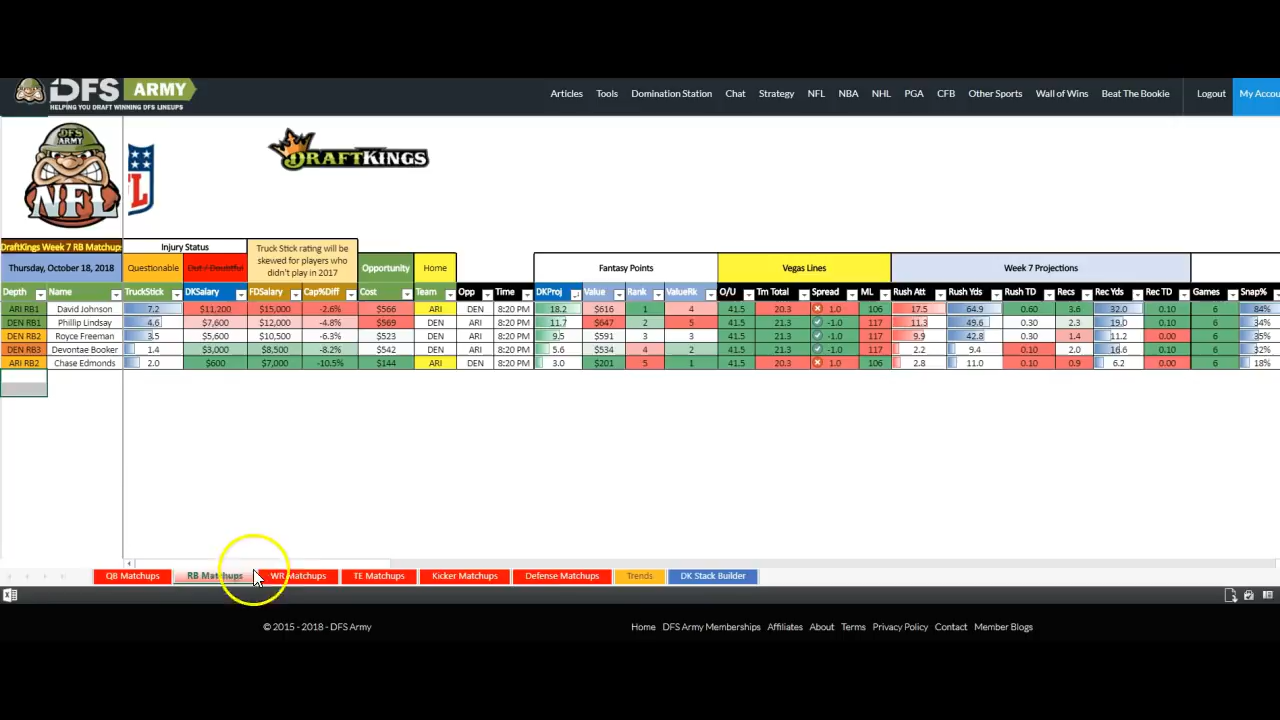 DFS ARMY
HELPING YOU DRAFT WINNING DFS LINEUPS
Articles Tools Domination Station Chat Strategy NFL NBA NHL PGA CFB Other Sports Wall of Wins Beat The Bookie Logout My Accou
DFS
ARMY
NFL
DRAFTKINGS
DraftKings Week 7 RB Matchups Injury Status Truck Stick rating will be
skewed for players who
didn't play in 2017
Thursday, October 18, 2018 Questionable Out / Doubtful Opportunity Home Fantasy Points Vegas Lines Week 7 Projections
Depth Name TruckStick DKSalary FDSalary Cap%Diff Cost Team Opp Time DKProj Value Rank ValueRk O/U Tm Total Spread ML Rush Att Rush Yds Rush TD Recs Rec Yds Rec TD Games Snap%
ARI RB1 David Johnson 7.2 $11,200 $15,000 -2.6% $566 ARI DEN 8:20 PM 18.2 $616 1 4 41.5 20.3 1.0 106 17.5 64.9 0.60 3.6 32.0 0.10 6 84%
DEN RB1 Phillip Lindsay 4.6 $7,600 $12,000 -4.8% $569 DEN ARI 8:20 PM 11.7 $647 2 5 41.5 21.3 -1.0 117 11.3 49.6 0.30 2.3 19.0 0.10 6 34%
DEN RB2 Royce Freeman 3.5 $5,600 $10,500 -6.3% $523 DEN ARI 8:20 PM 9.5 $591 3 3 41.5 21.3 -1.0 117 9.9 42.8 0.30 1.4 11.2 0.00 6 35%
DEN RB3 Devontae Booker 1.4 $3,000 $8,500 -8.2% $542 DEN ARI 8:20 PM 5.6 $534 4 2 41.5 21.3 -1.0 117 2.2 9.4 0.10 2.0 16.6 0.10 6 32%
ARI RB2 Chase Edmonds 2.0 $600 $7,000 -10.5% $144 ARI DEN 8:20 PM 3.0 $201 5 1 41.5 20.3 1.0 106 2.8 11.0 0.10 0.9 6.2 0.00 6 18%
QB Matchups RB Matchups WR Matchups TE Matchups Kicker Matchups Defense Matchups Trends DK Stack Builder
© 2015 - 2018 - DFS Army Home DFS Army Memberships Affiliates About Terms Privacy Policy Contact Member Blogs